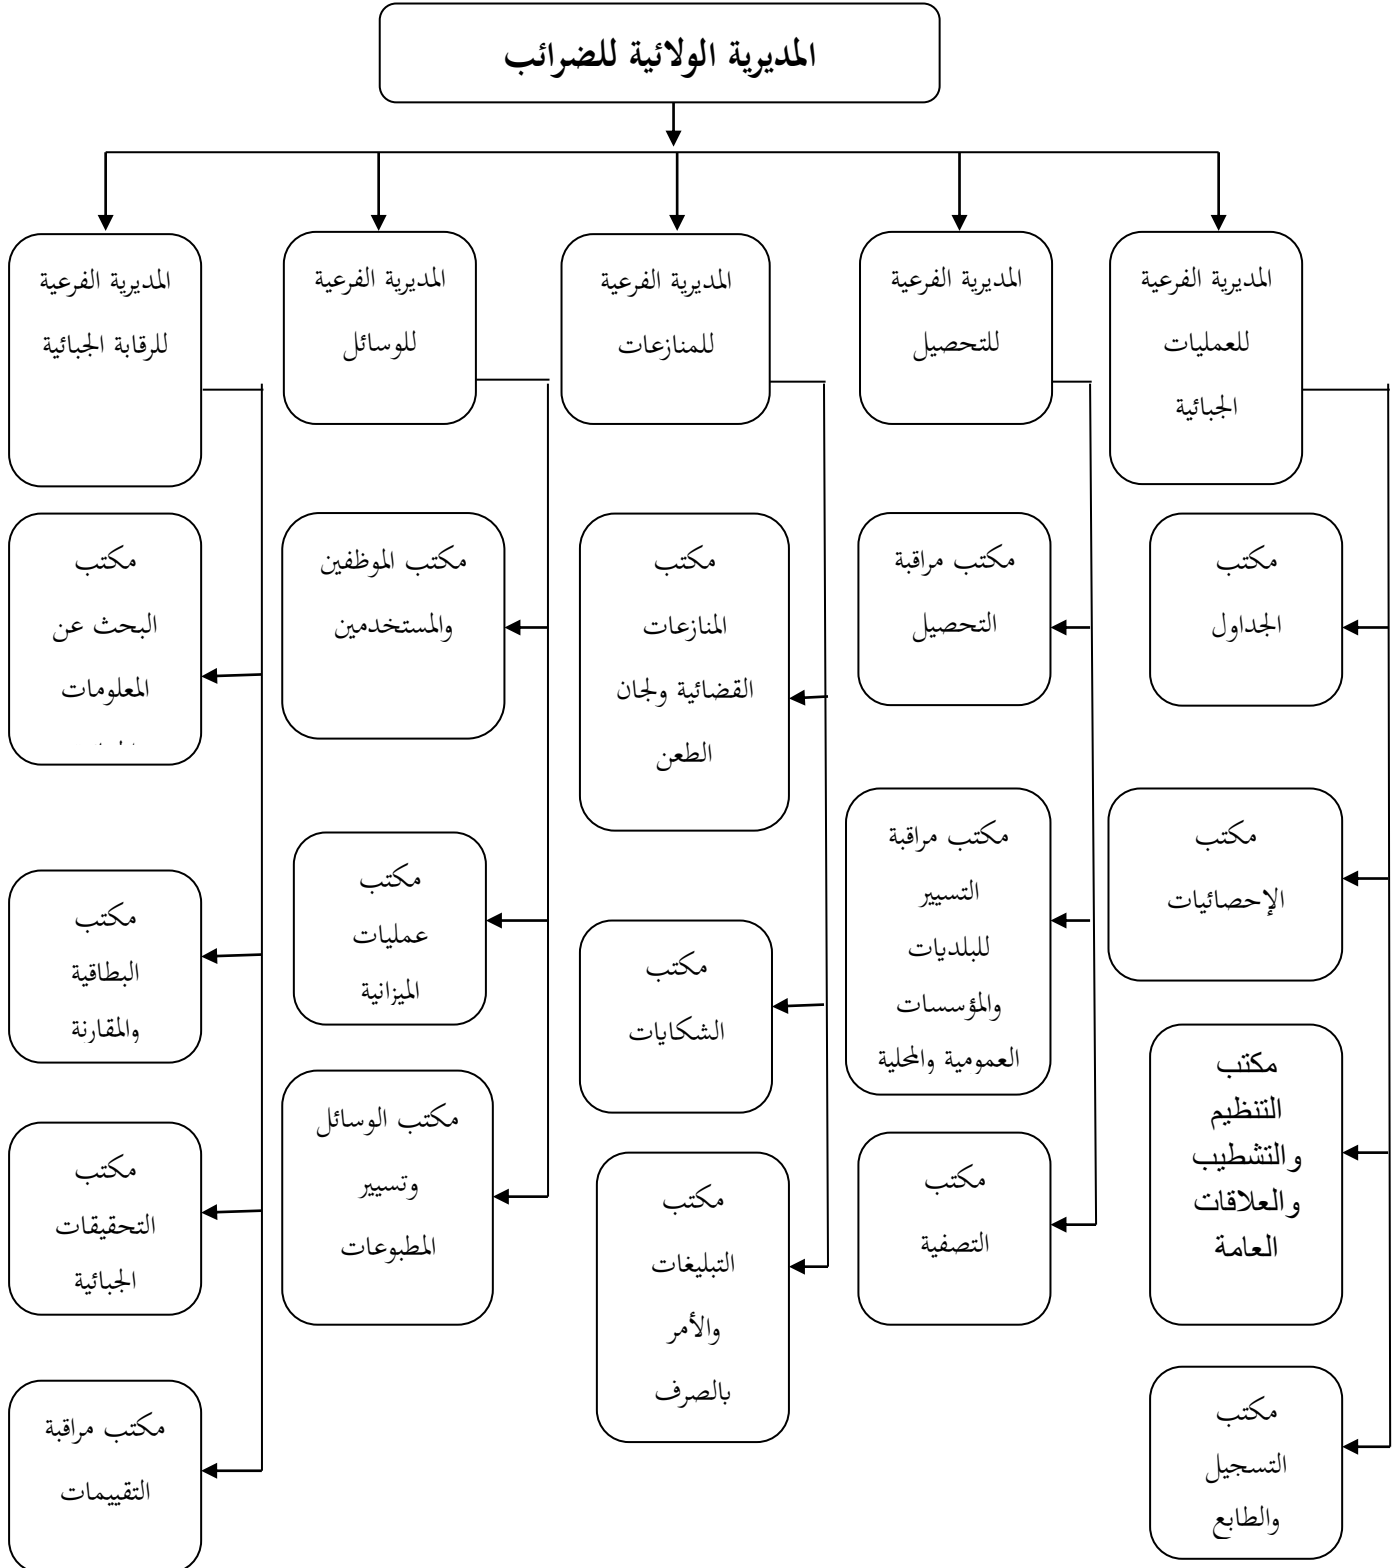 المديرية الولائية للضرائب
المديرية الفرعية
للعمليات
الجبائية
المديرية الفرعية
للتحصيل
المديرية الفرعية
للمنازعات
المديرية الفرعية
للوسائل
المديرية الفرعية
للرقابة الجبائية
مكتب
الجداول
مكتب مراقبة
التحصيل
مكتب
المنازعات
القضائية ولجان
الطعن
مكتب الموظفين
والمستخدمين
مكتب
البحث عن
المعلومات
مكتب
الإحصائيات
مكتب مراقبة
التسيير
للبلديات
والمؤسسات
العمومية والمحلية
مكتب
الشكايات
مكتب
عمليات
الميزانية
مكتب
البطاقية
والمقارنة
مكتب
التنظيم
والتشطيب
والعلاقات
العامة
مكتب
التصفية
مكتب
التبليغات
والأمر
بالصرف
مكتب الوسائل
وتسيير
المطبوعات
مكتب
التحقيقات
الجبائية
مكتب
التسجيل
والطابع
مكتب مراقبة
التقييمات